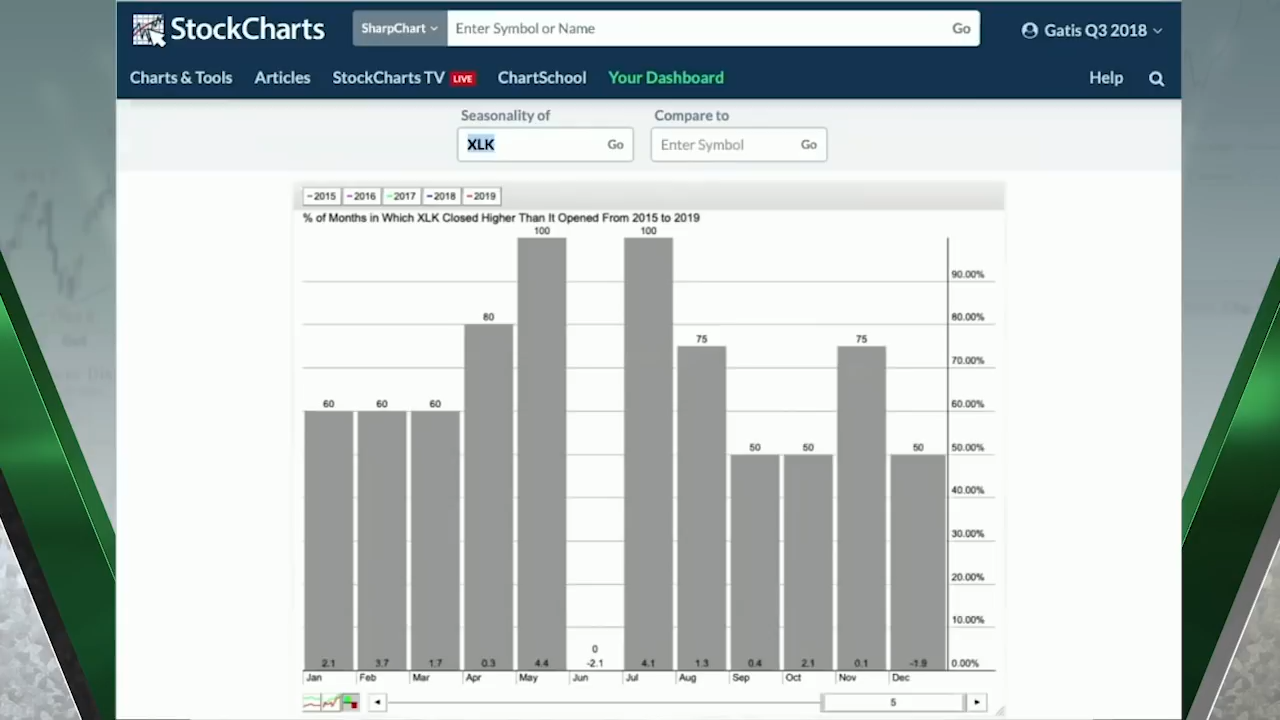 StockCharts
SharpChart
Enter Symbol or Name
Go
Gatis Q3 2018
Charts & Tools
Articles
StockCharts TV
LIVE
ChartSchool
Your Dashboard
Help
Seasonality of
Compare to
XLK
Go
Enter Symbol
Go
2015
2016
2017
2018
2019
% of Months in Which XLK Closed Higher Than It Opened From 2015 to 2019
100
100
90.00%
80
80.00%
75
75
70.00%
60
60
60
60.00%
50
50
50
50.00%
40.00%
30.00%
20.00%
10.00%
0
2.1
3.7
1.7
0.3
4.4
-2.1
4.1
1.3
0.4
2.1
0.1
-1.9
0.00%
Jan
Feb
Mar
Apr
May
Jun
Jul
Aug
Sep
Oct
Nov
Dec
5